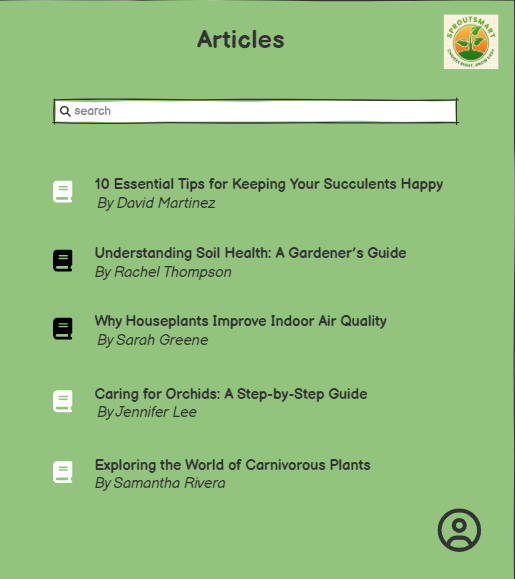 Articles
SPROUTSMART
search
10 Essential Tips for Keeping Your Succulents Happy
By David Martinez
Understanding Soil Health: A Gardener's Guide
By Rachel Thompson
Why Houseplants Improve Indoor Air Quality
By Sarah Greene
Caring for Orchids: A Step-by-Step Guide
By Jennifer Lee
Exploring the World of Carnivorous Plants
By Samantha Rivera